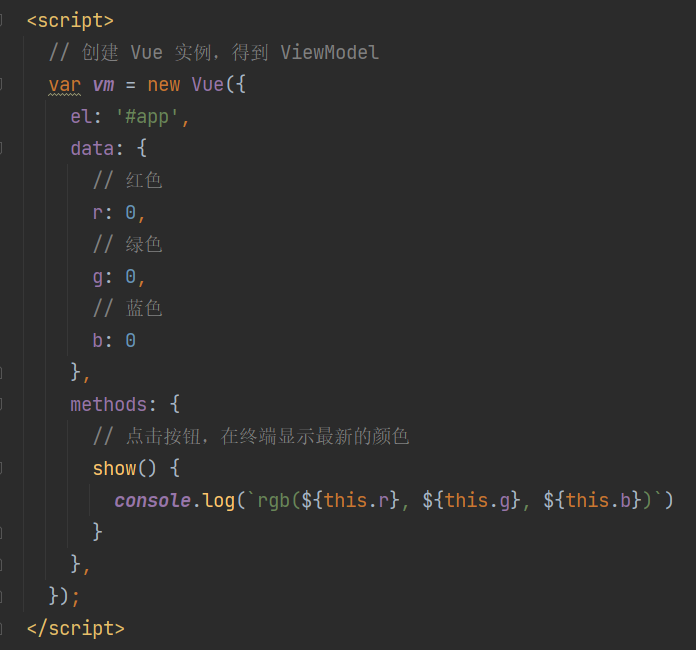 <script>
// 创建 Vue 实例，得到 ViewModel
var vm = new Vue({
el: '#app',
data: {
// 红色
r: 0,
// 绿色
g: 0,
// 蓝色
b: 0
},
methods: {
// 点击按钮，在终端显示最新的颜色
show() {
console.log(`rgb(${this.r}, ${this.g}, ${this.b})`)
}
},
});
</script>